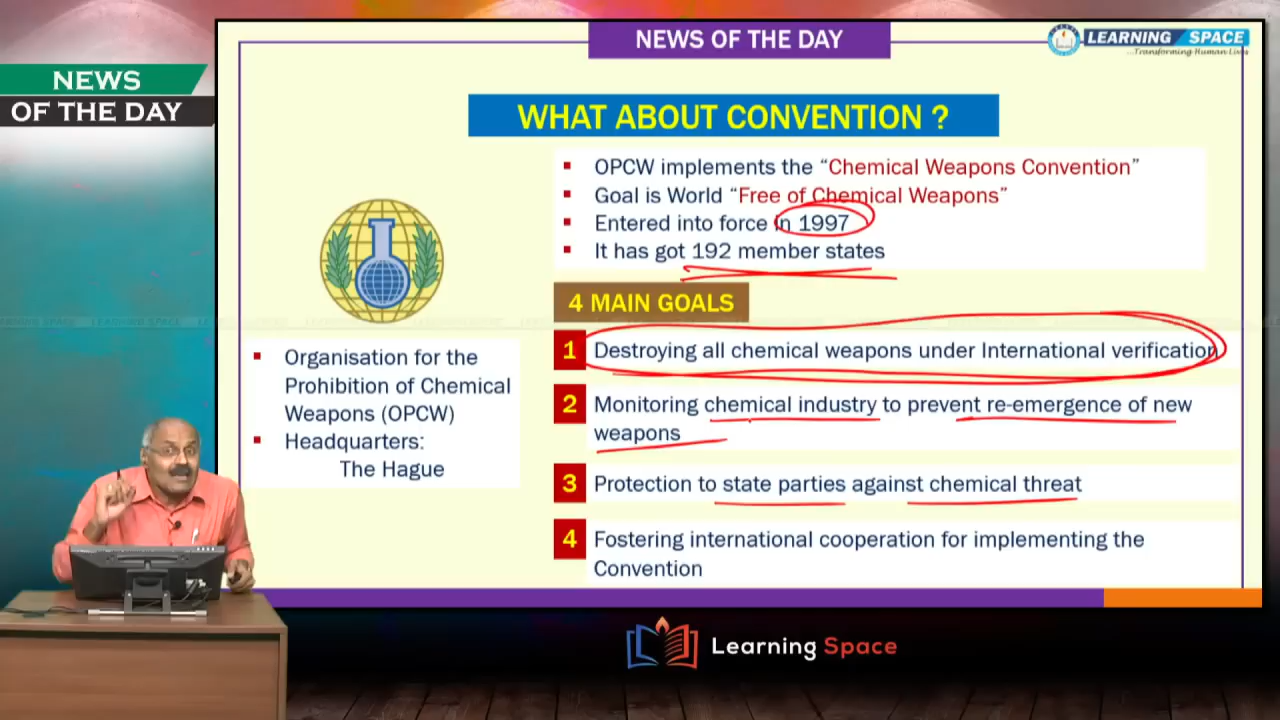 NEWS OF THE DAY
LEARNING SPACE
...Transforming Human Lives
NEWS
OF THE DAY
WHAT ABOUT CONVENTION ?
▪ OPCW implements the “Chemical Weapons Convention”
▪ Goal is World “Free of Chemical Weapons”
▪ Entered into force in 1997
▪ It has got 192 member states
4 MAIN GOALS
1 Destroying all chemical weapons under International verification
2 Monitoring chemical industry to prevent re-emergence of new
weapons
3 Protection to state parties against chemical threat
4 Fostering international cooperation for implementing the
Convention
▪ Organisation for the
Prohibition of Chemical
Weapons (OPCW)
▪ Headquarters:
The Hague
Learning Space